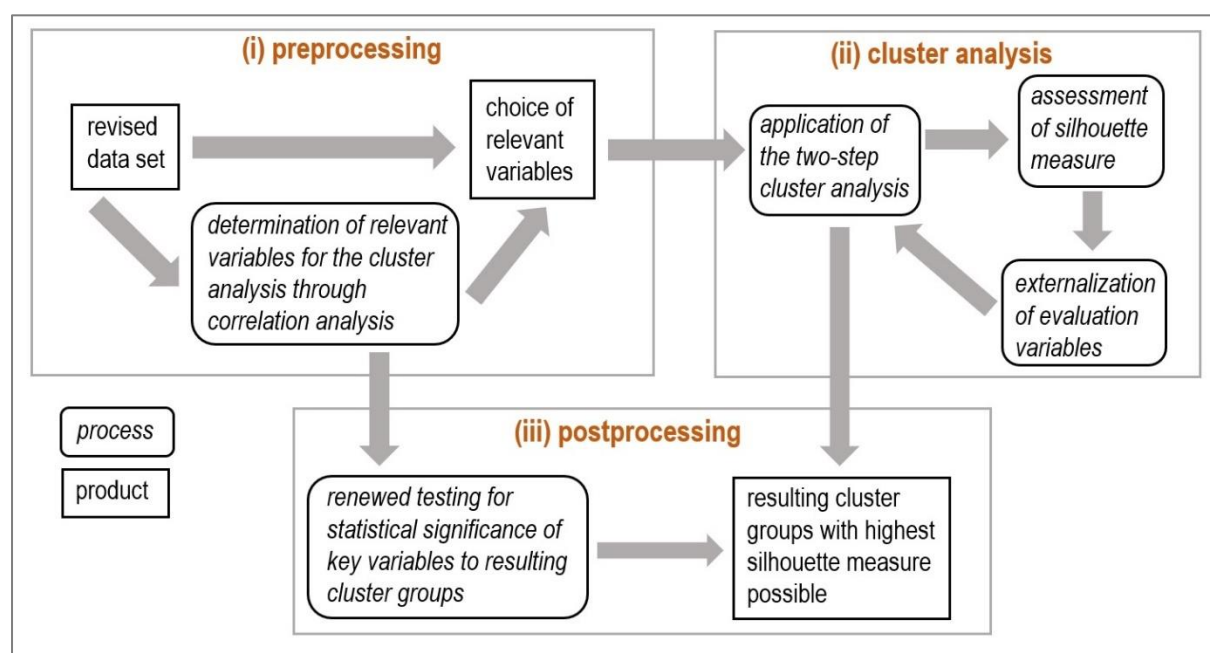 (i) preprocessing
revised
data set
choice of
relevant
variables
determination of relevant
variables for the cluster
analysis through
correlation analysis
(ii) cluster analysis
application of
the two-step
cluster analysis
assessment
of silhouette
measure
externalization
of evaluation
variables
process
product
(iii) postprocessing
renewed testing for
statistical significance of
key variables to resulting
cluster groups
resulting cluster
groups with highest
silhouette measure
possible